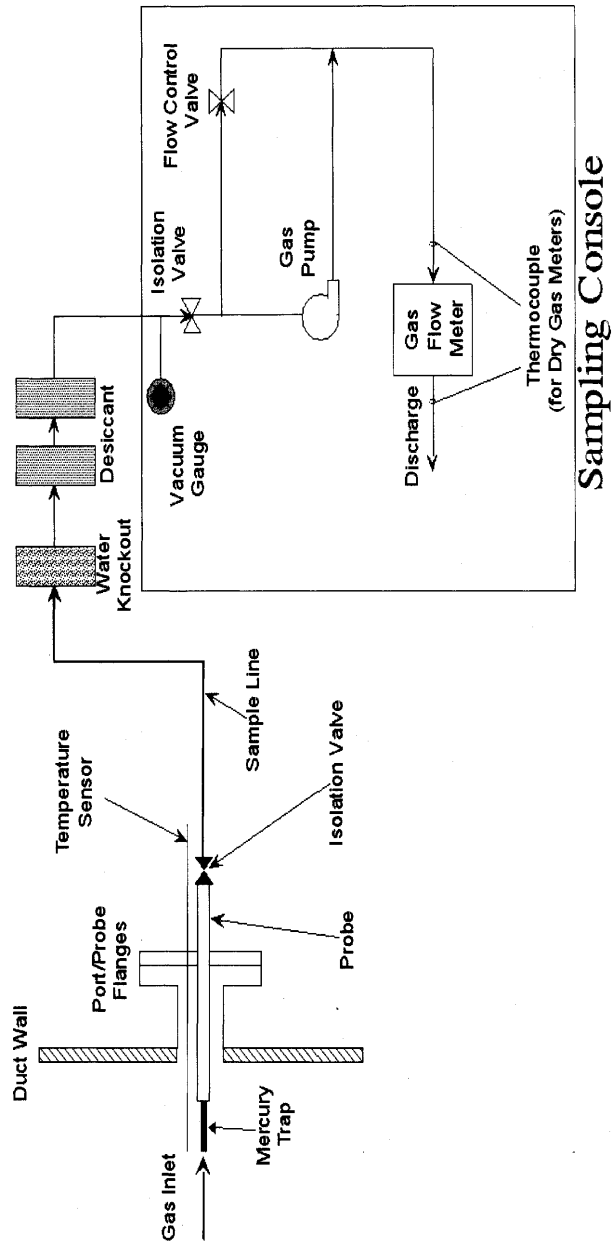 Gas Inlet
Duct Wall
Mercury
Trap
Port/Probe
Flanges
Probe
Temperature
Sensor
Isolation Valve
Sample Line
Water
Knockout
Desiccant
Vacuum
Gauge
Isolation
Valve
Flow Control
Valve
Gas
Pump
Gas
Flow
Meter
Discharge
Thermocouple
(for Dry Gas Meters)
Sampling Console